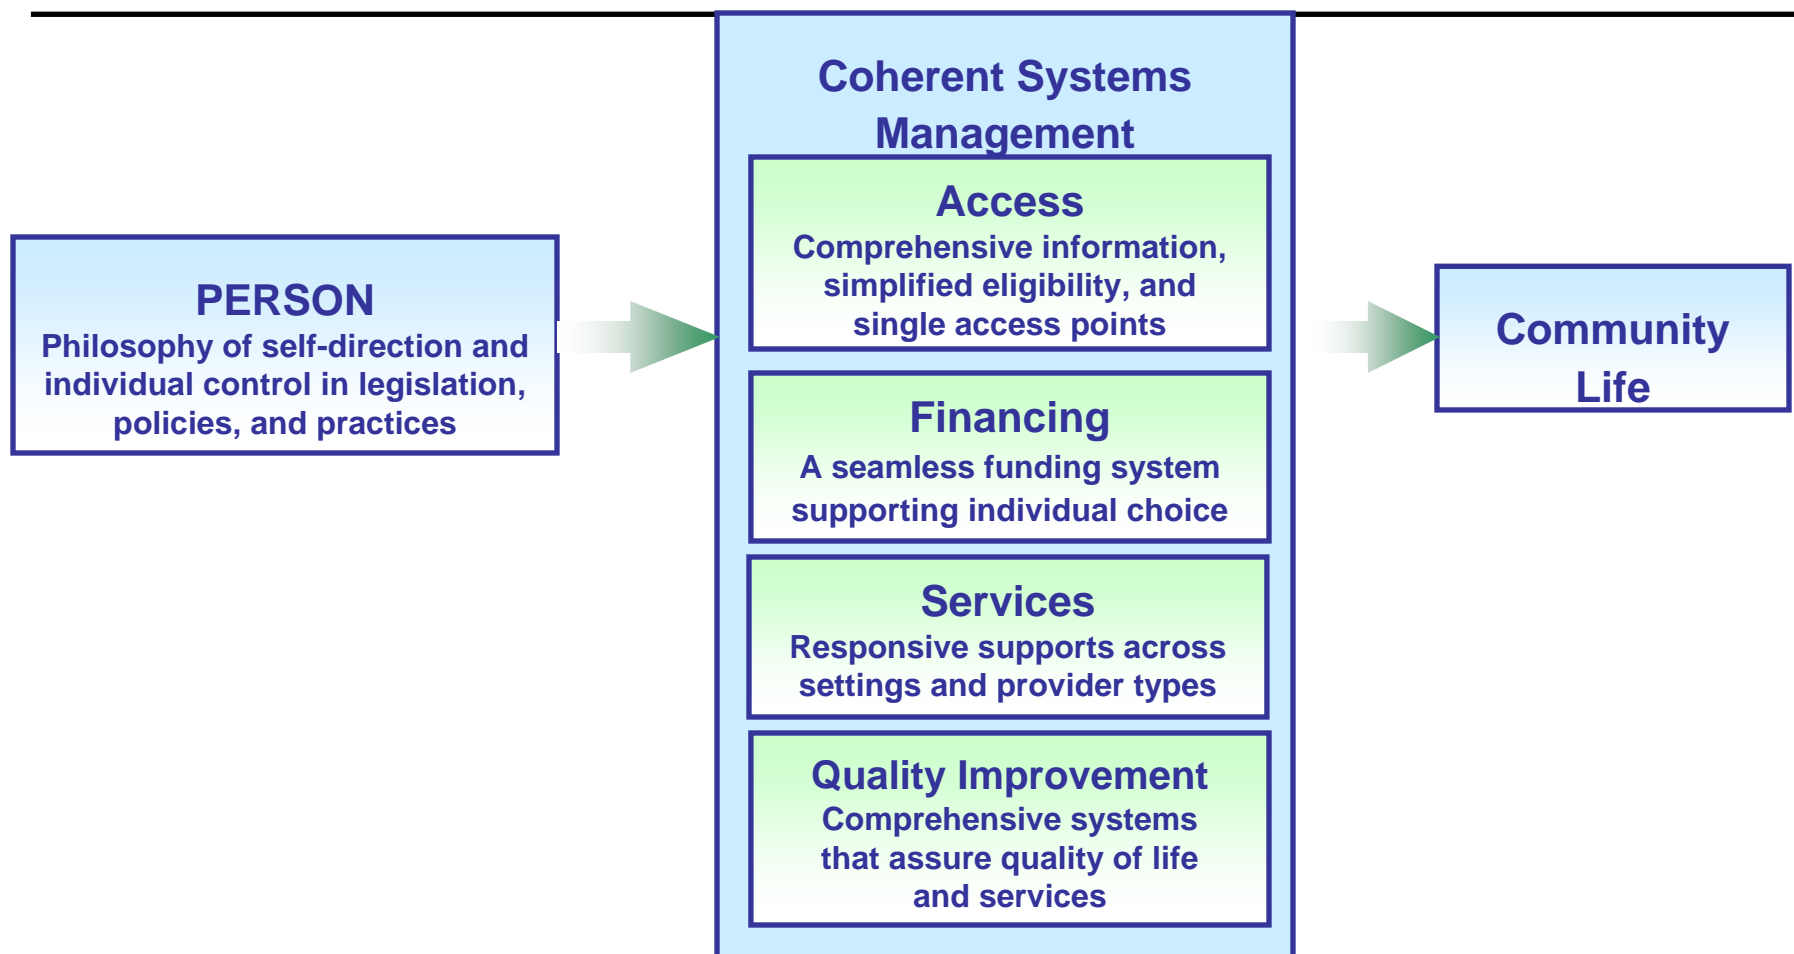 Coherent Systems
Management
PERSON
Philosophy of self-direction and
individual control in legislation,
policies, and practices
Access
Comprehensive information,
simplified eligibility, and
single access points
Financing
A seamless funding system
supporting individual choice
Services
Responsive supports across
settings and provider types
Quality Improvement
Comprehensive systems
that assure quality of life
and services
Community
Life